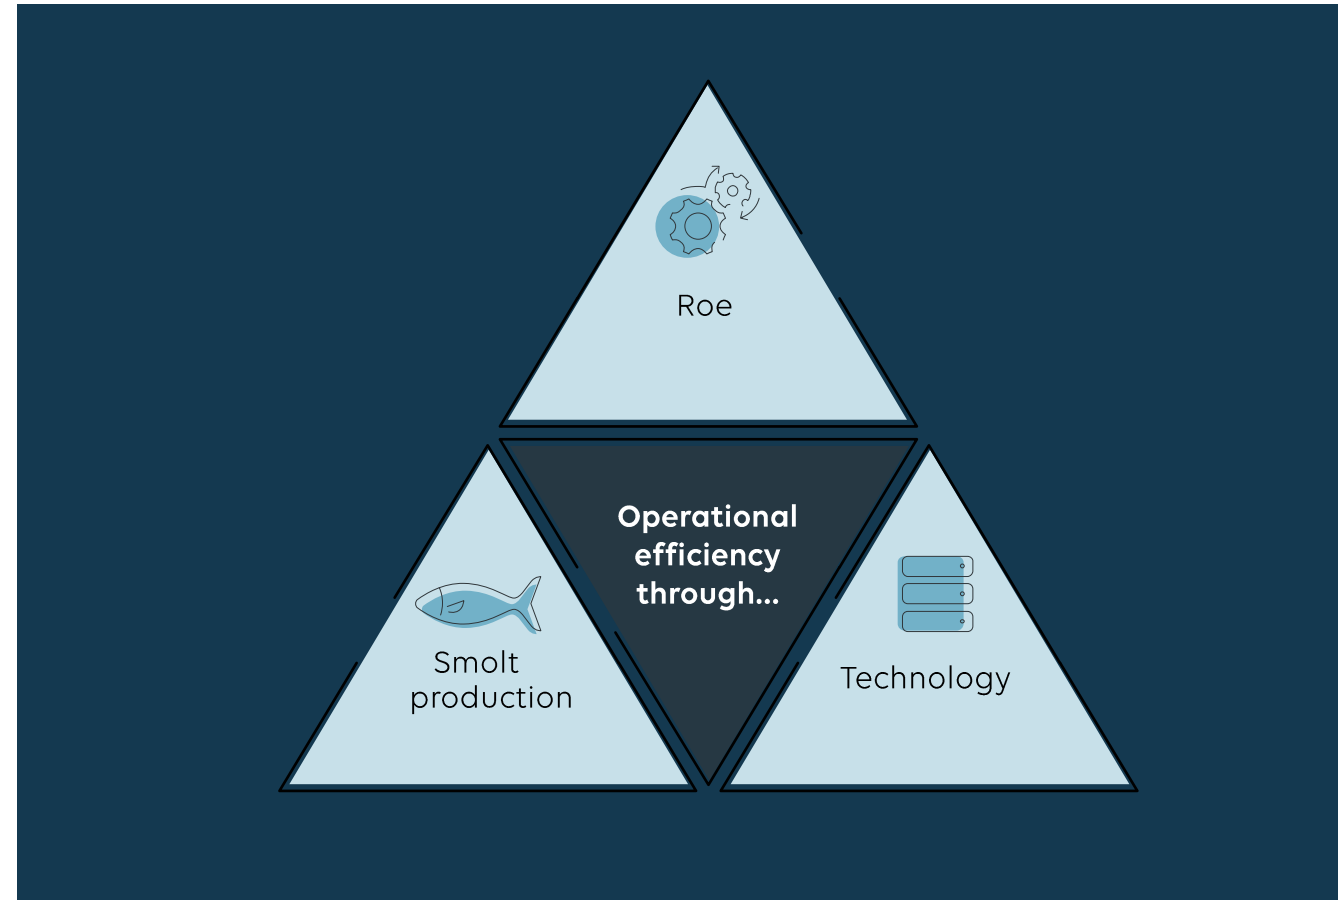 Roe
Operational
efficiency
through...
Smolt
production
Technology